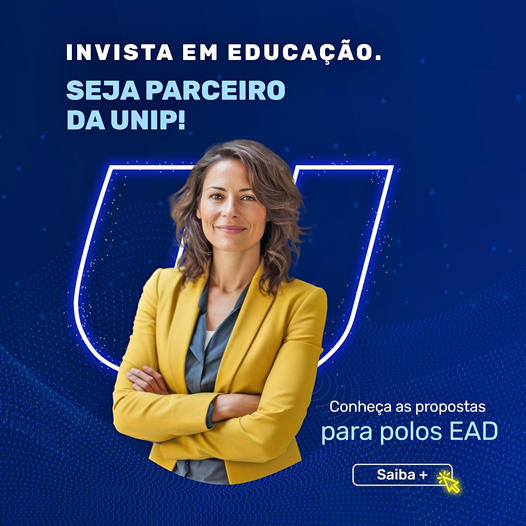 INVISTA EM EDUCAÇÃO.
SEJA PARCEIRO
DA UNIP!
Conheça as propostas
para polos EAD
Saiba +